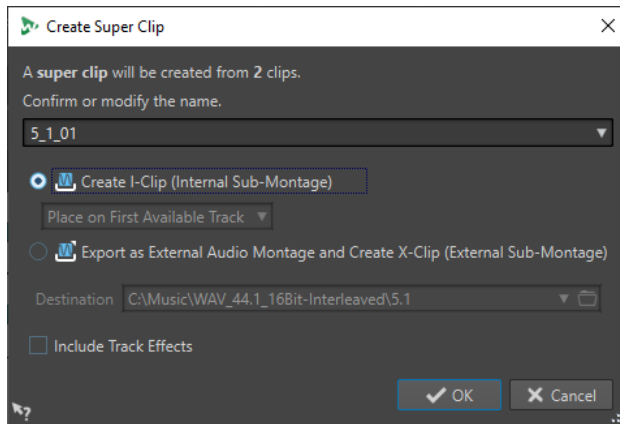 Create Super Clip
A super clip will be created from 2 clips.
Confirm or modify the name.
5_1_01
Create I-Clip (Internal Sub-Montage)
Place on First Available Track
Export as External Audio Montage and Create X-Clip (External Sub-Montage)
Destination C:\Music\WAV_44.1_16Bit-Interleaved\5.1
Include Track Effects
OK Cancel